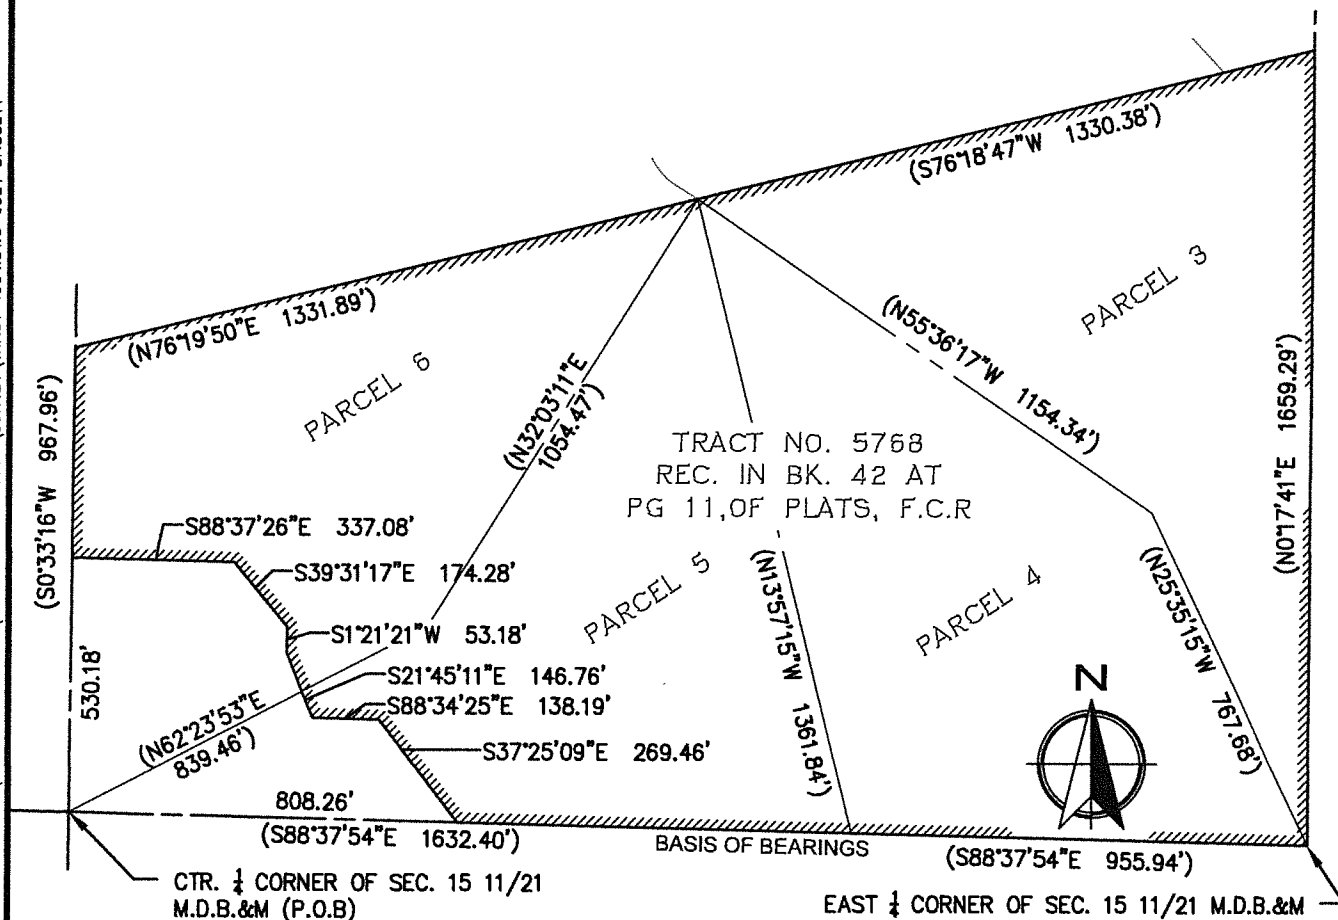 (S76°18'47"W 1330.38')
(N76°19'50"E 1331.89')
PARCEL 3
PARCEL 6
(N55°36'17"W 1154.34')
(N32°03'11"E
1054.47')
(S0°33'16"W 967.96')
(N0°17'41"E 1659.29')
TRACT NO. 5768
REC. IN BK. 42 AT
PG 11,OF PLATS, F.C.R
S88°37'26"E 337.08'
S39°31'17"E 174.28'
S1°21'21"W 53.18'
S21°45'11"E 146.76'
S88°34'25"E 138.19'
S37°25'09"E 269.46'
PARCEL 5
PARCEL 4
(N13°57'15"W 1361.84')
(N25°35'15"W 767.68')
N
530.18'
(N62°23'53"E
839.46')
808.26'
(S88°37'54"E 1632.40')
BASIS OF BEARINGS
(S88°37'54"E 955.94')
CTR. 1/4 CORNER OF SEC. 15 11/21
M.D.B.&M (P.O.B)
EAST 1/4 CORNER OF SEC. 15 11/21 M.D.B.&M